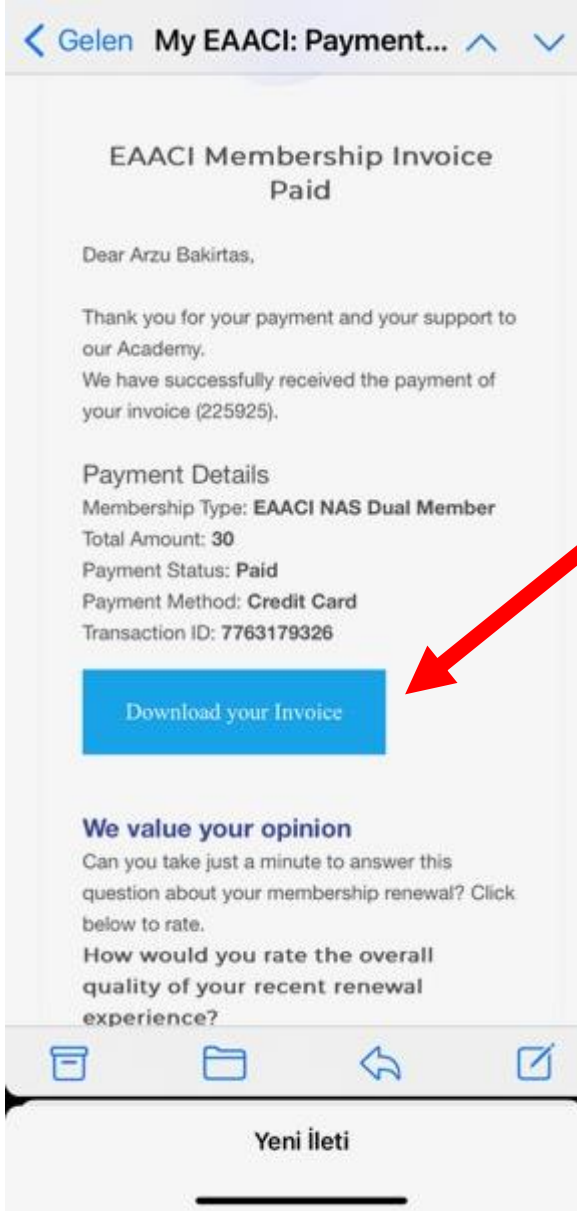 Gelen My EAACI: Payment...
EAACI Membership Invoice
Paid
Dear Arzu Bakirtas,
Thank you for your payment and your support to
our Academy.
We have successfully received the payment of
your invoice (225925).
Payment Details
Membership Type: EAACI NAS Dual Member
Total Amount: 30
Payment Status: Paid
Payment Method: Credit Card
Transaction ID: 7763179326
Download your Invoice
We value your opinion
Can you take just a minute to answer this
question about your membership renewal? Click
below to rate.
How would you rate the overall
quality of your recent renewal
experience?
Yeni İleti